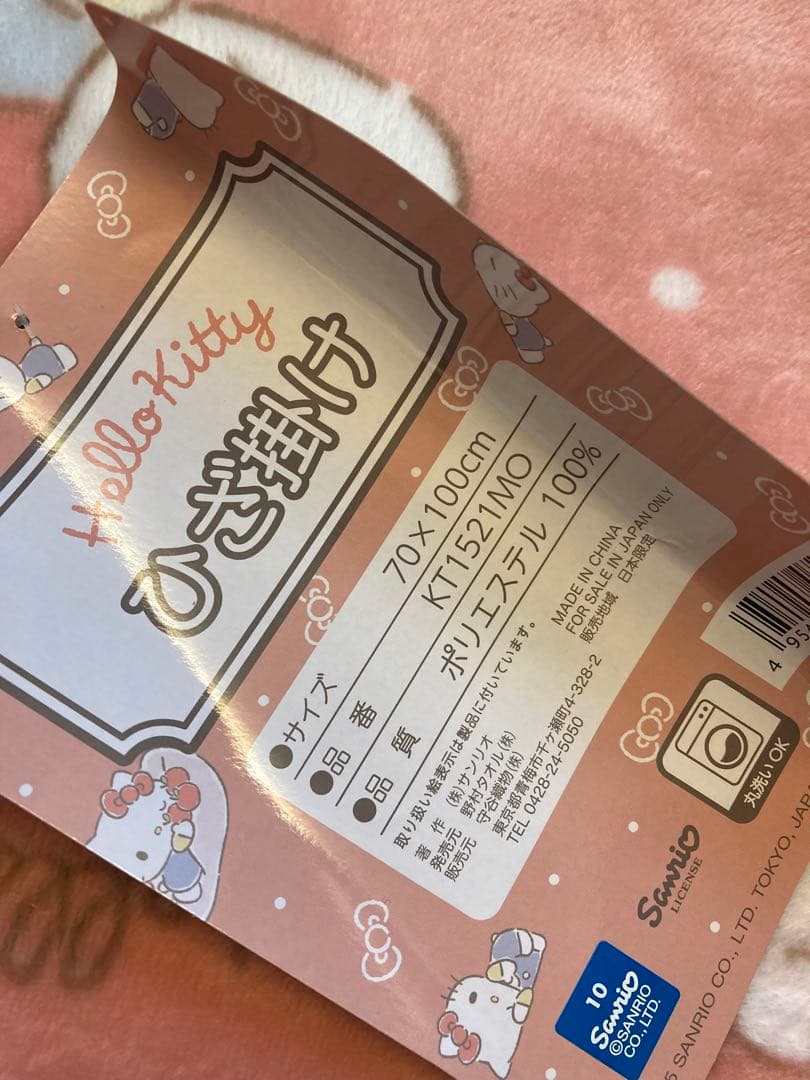 Hello Kitty
ひざ掛け
●サイズ 70×100cm
●品番 KT1521MO
●品質 ポリエステル 100%
取り扱い絵表示は製品に付いています。
著作 (株)サンリオ
発売元 野村タオル(株)
販売元 守谷織物(株)
東京都青梅市千ヶ瀬町4-328-2
TEL 0428-24-5050
MADE IN CHINA
FOR SALE IN JAPAN ONLY
販売地域 日本限定
丸洗いOK
Sanrio
LICENSE
10
Sanrio
©SANRIO
CO., LTD.
SANRIO CO., LTD. TOKYO,